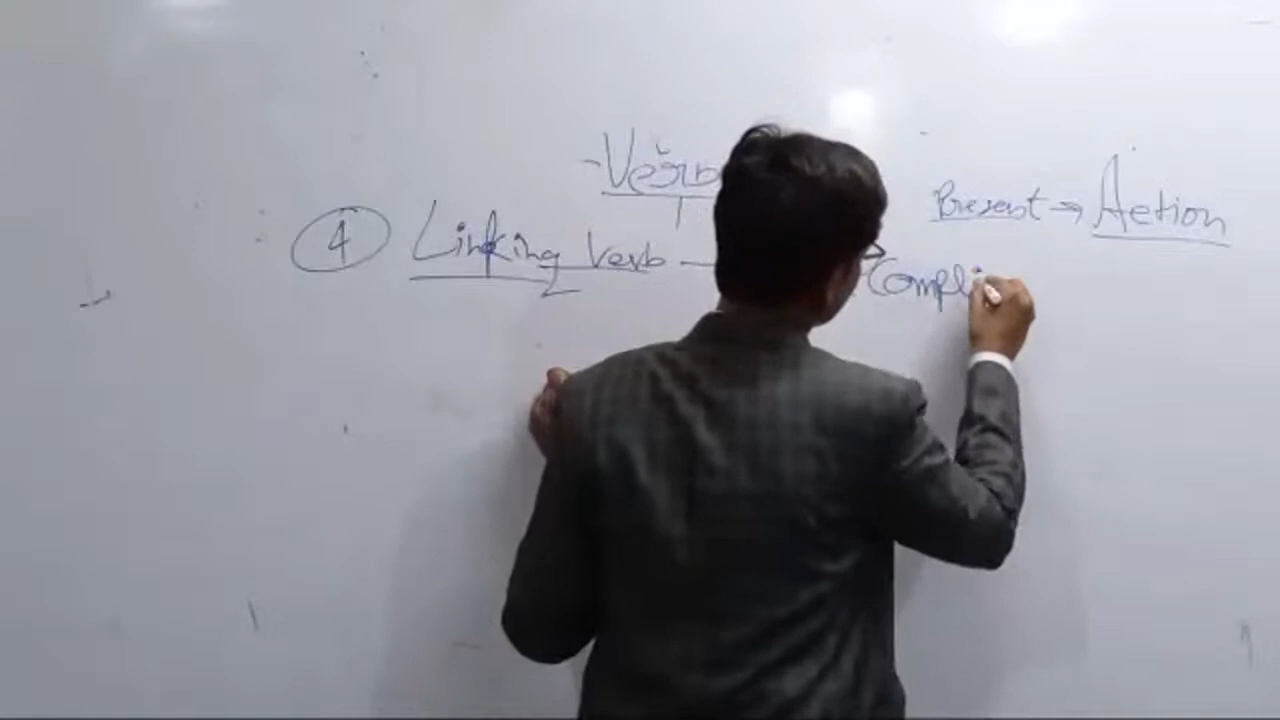 Verb
Present → Action
④ Linking Verb → Compl